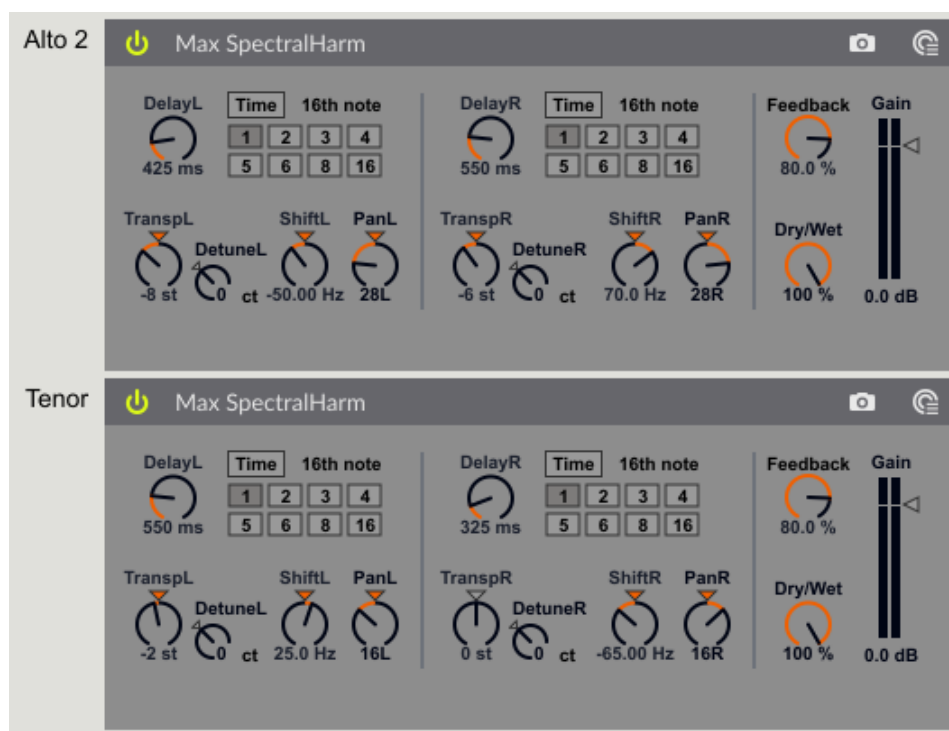 Alto 2
Max SpectralHarm
DelayL Time 16th note DelayR Time 16th note Feedback Gain
1 2 3 4 1 2 3 4
425 ms 5 6 8 16 550 ms 5 6 8 16 80.0 %
TranspL ShiftL PanL TranspR ShiftR PanR Dry/Wet
DetuneL DetuneR
-8 st 0 ct -50.00 Hz 28L -6 st 0 ct 70.0 Hz 28R 100 % 0.0 dB
Tenor
Max SpectralHarm
DelayL Time 16th note DelayR Time 16th note Feedback Gain
1 2 3 4 1 2 3 4
550 ms 5 6 8 16 325 ms 5 6 8 16 80.0 %
TranspL ShiftL PanL TranspR ShiftR PanR Dry/Wet
DetuneL DetuneR
-2 st 0 ct 25.0 Hz 16L 0 st 0 ct -65.00 Hz 16R 100 % 0.0 dB